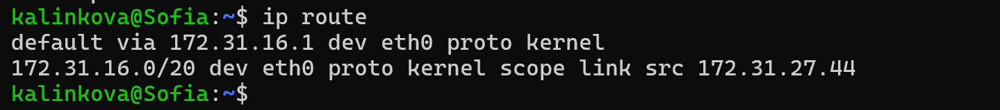 kalinkova@Sofia:~$ ip route
default via 172.31.16.1 dev eth0 proto kernel
172.31.16.0/20 dev eth0 proto kernel scope link src 172.31.27.44
kalinkova@Sofia:~$